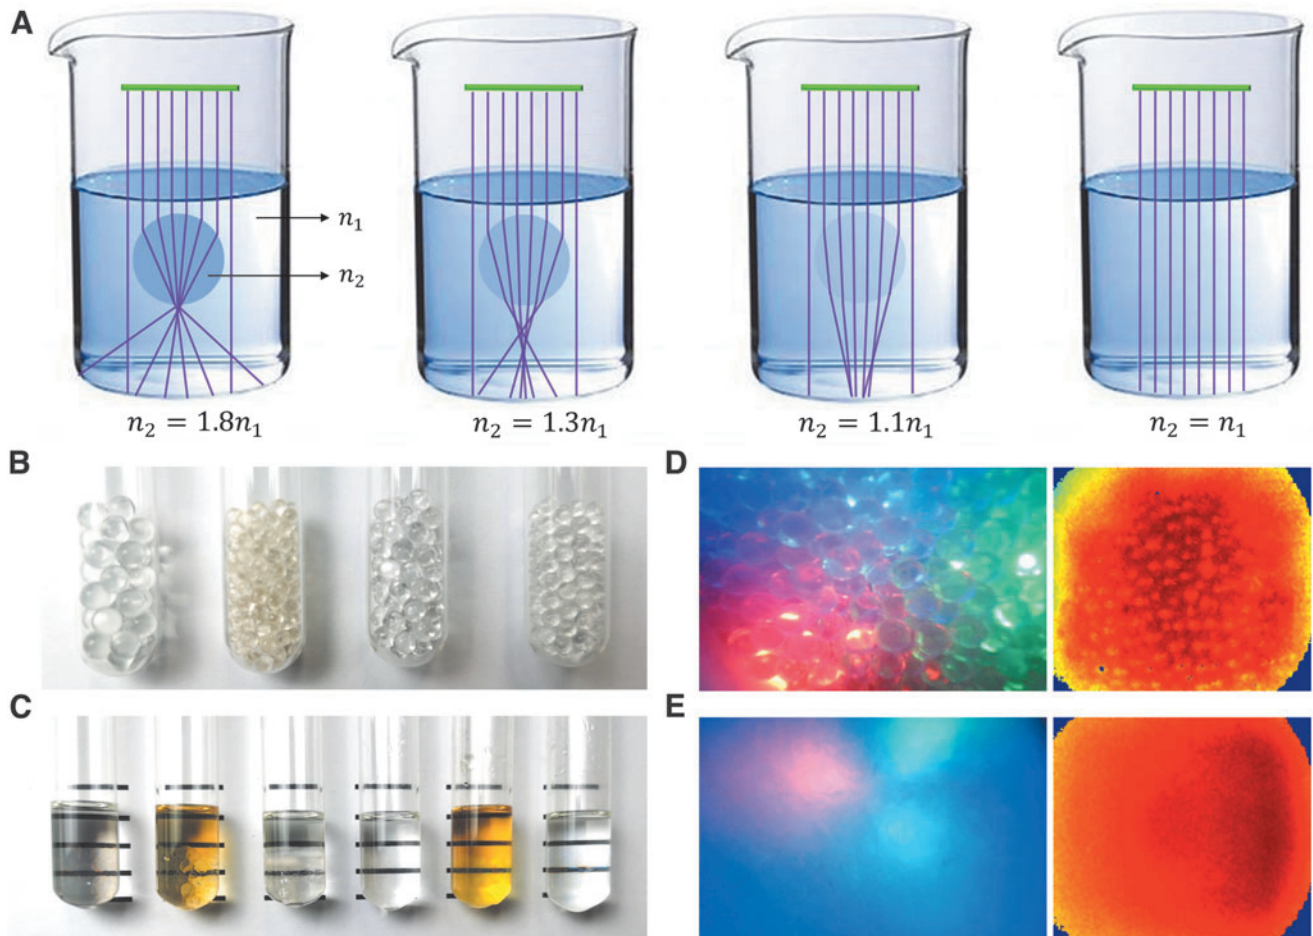 A
n₁
n₂
n₂ = 1.8n₁
n₂ = 1.3n₁
n₂ = 1.1n₁
n₂ = n₁
B
D
C
E